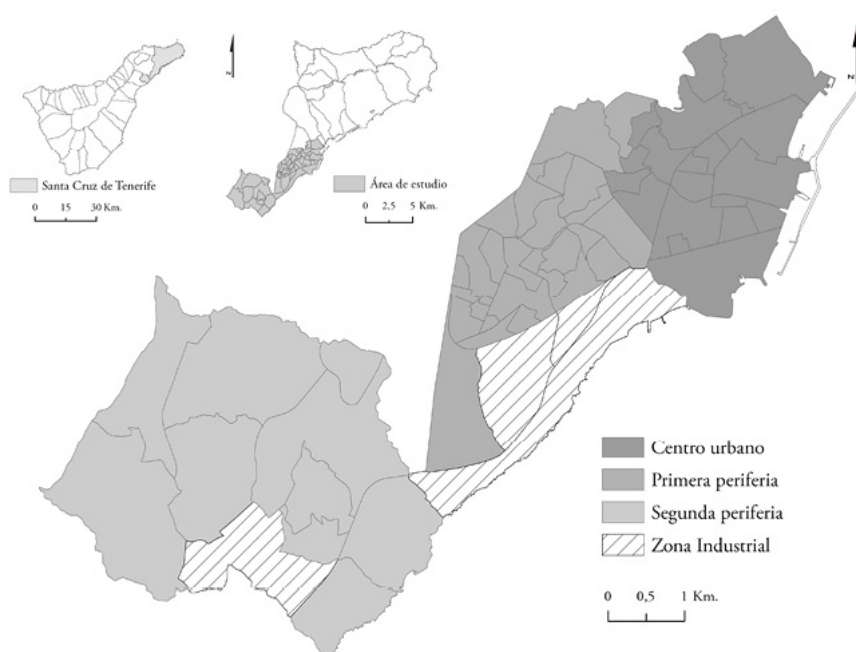 N
N
N
Santa Cruz de Tenerife
0 15 30 Km.
Área de estudio
0 2,5 5 Km.
Centro urbano
Primera periferia
Segunda periferia
Zona Industrial
0 0,5 1 Km.